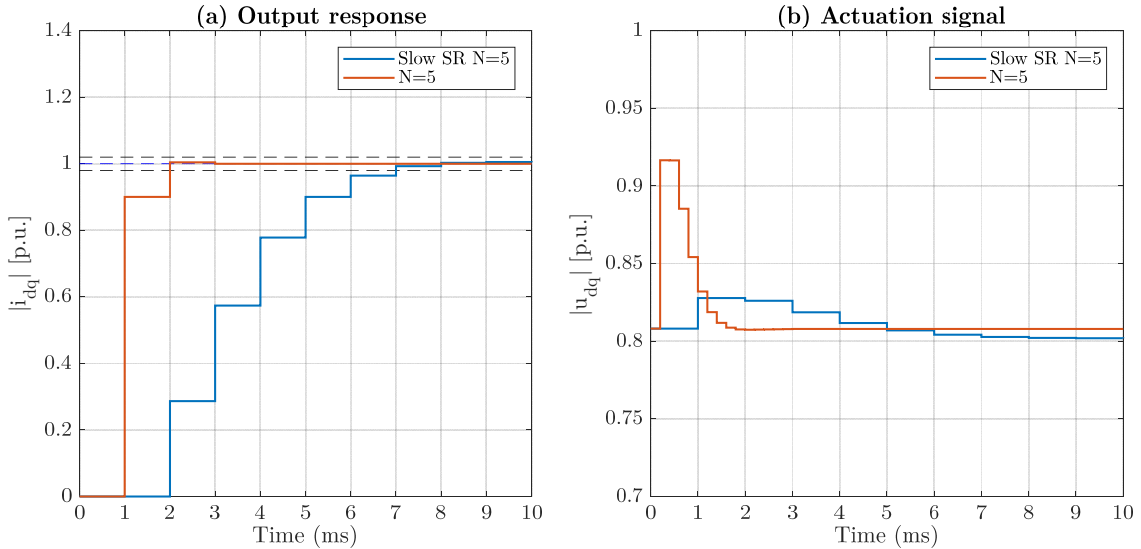 (a) Output response
1.4
1.2
1
0.8
0.6
0.4
0.2
0
|i_dq| [p.u.]
Slow SR N=5
N=5
0 1 2 3 4 5 6 7 8 9 10
Time (ms)
(b) Actuation signal
1
0.95
0.9
0.85
0.8
0.75
0.7
|u_dq| [p.u.]
Slow SR N=5
N=5
0 1 2 3 4 5 6 7 8 9 10
Time (ms)